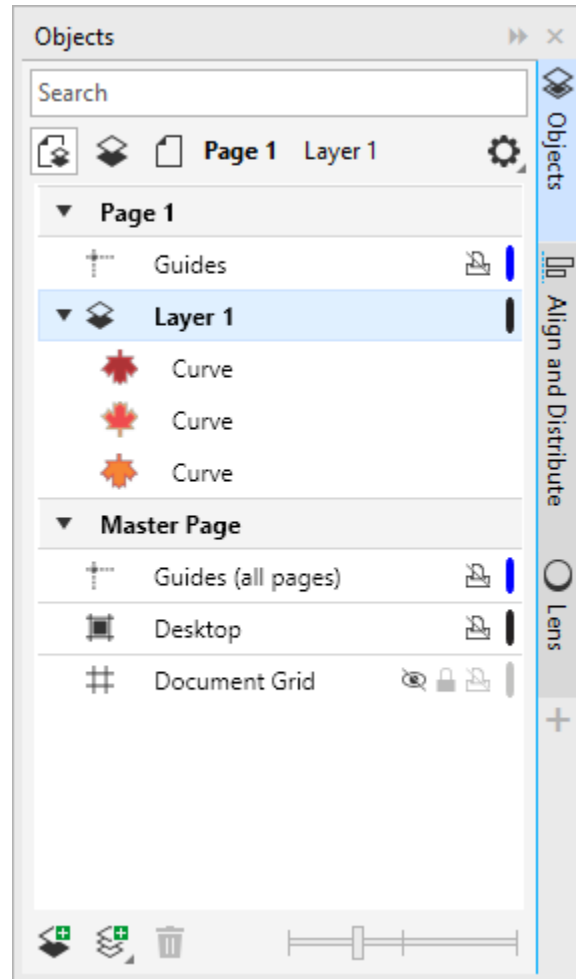 Objects
Search
Page 1 Layer 1
Page 1
Guides
Layer 1
Curve
Curve
Curve
Master Page
Guides (all pages)
Desktop
Document Grid
Objects
Align and Distribute
Lens